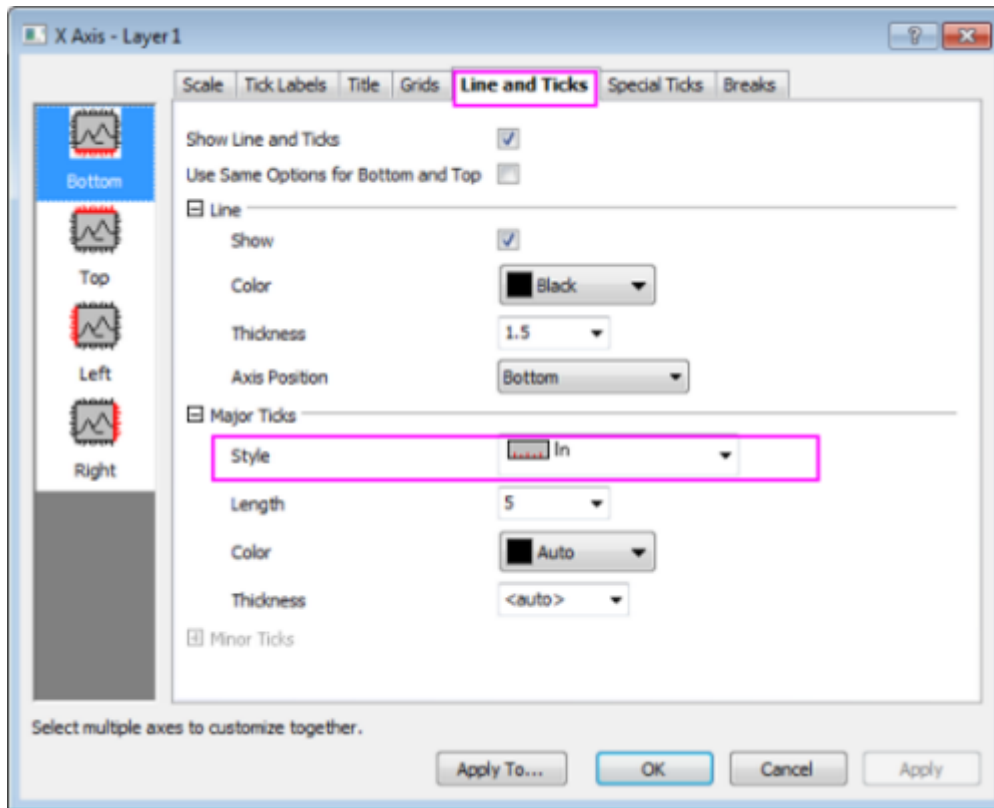 X Axis - Layer 1
Scale Tick Labels Title Grids Line and Ticks Special Ticks Breaks
Bottom
Top
Left
Right
Show Line and Ticks
Use Same Options for Bottom and Top
Line
Show
Color Black
Thickness 1.5
Axis Position Bottom
Major Ticks
Style In
Length 5
Color Auto
Thickness <auto>
Minor Ticks
Select multiple axes to customize together.
Apply To... OK Cancel Apply